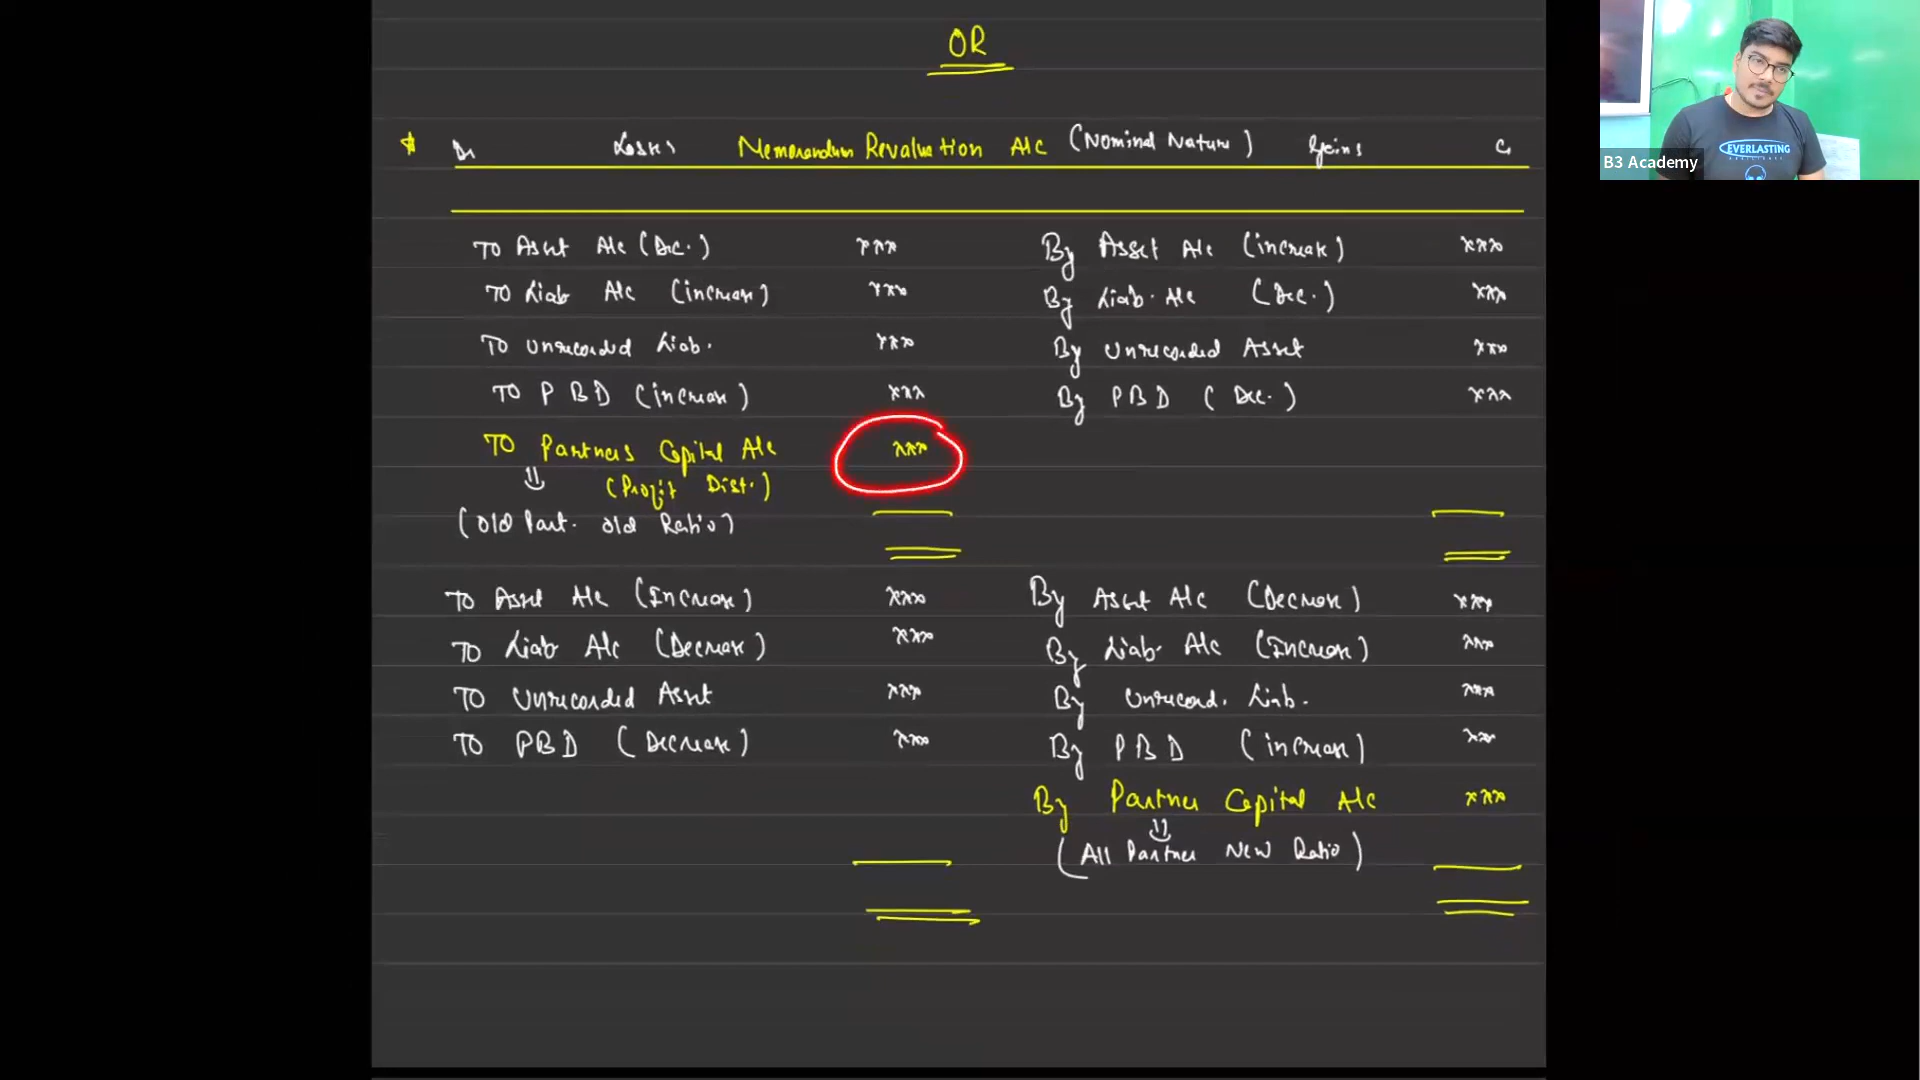 OR
Dr Losses Memorandum Revaluation A/c (Nominal Nature) Gains Cr
To Asset A/c (Dec.) xxx By Asset A/c (increase) xxx
To Liab A/c (increase) xxx By Liab. A/c (Dec.) xxx
To unrecorded Liab. xxx By unrecorded Asset xxx
To PBD (increase) xxx By PBD (Dec.) xxx
To Partners Capital A/c xxx
(Profit Dist.)
(Old Part. Old Ratio)
To Asset A/c (Increase) xxx By Asset A/c (Decrease) xxx
To Liab A/c (Decrease) xxx By Liab. A/c (Increase) xxx
To Unrecorded Asset xxx By Unrecord. Liab. xxx
To PBD (Decrease) xxx By PBD (increase) xxx
By Partner Capital A/c xxx
(All Partner New Ratio)
EVERLASTING
B3 Academy